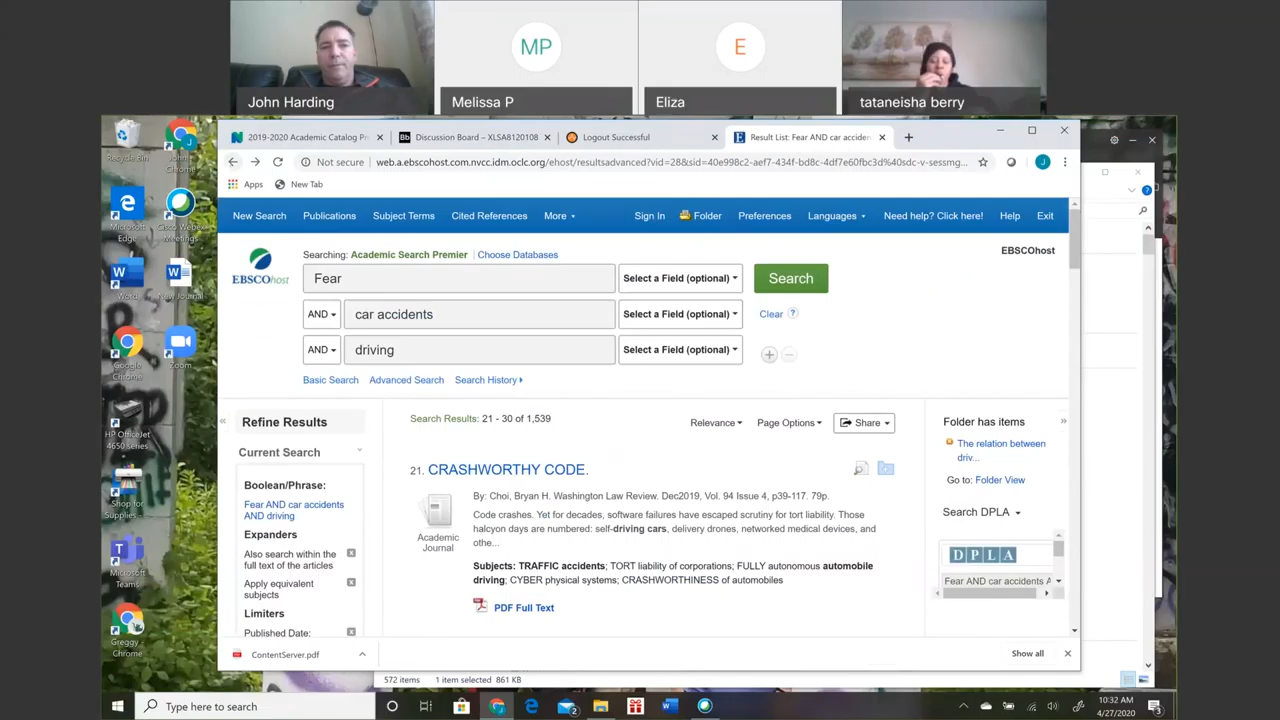 MP
E
John Harding
Melissa P
Eliza
tataneisha berry
Recycle Bin
John -
Chrome
Microsoft
Edge
Cisco Webex
Meetings
Word
New Journal
Google
Chrome
Zoom
HP OfficeJet
4650 series
Shop for
Supplies -...
Microsoft
Teams
Greggy -
Chrome
2019-2020 Academic Catalog Pr
Bb
Discussion Board – XLSA8120108
Logout Successful
Result List: Fear AND car acciden
Not secure
web.a.ebscohost.com.nvcc.idm.oclc.org/ehost/resultsadvanced?vid=28&sid=40e998c2-aef7-434f-bd8c-4df7e60fbc3d%40sdc-v-sessmg...
J
Apps
New Tab
New Search
Publications
Subject Terms
Cited References
More
Sign In
Folder
Preferences
Languages
Need help? Click here!
Help
Exit
EBSCOhost
Searching: Academic Search Premier
Choose Databases
EBSCOhost
Fear
Select a Field (optional)
Search
AND
car accidents
Select a Field (optional)
Clear
?
AND
driving
Select a Field (optional)
Basic Search
Advanced Search
Search History
Refine Results
Current Search
Boolean/Phrase:
Fear AND car accidents
AND driving
Expanders
Also search within the
full text of the articles
Apply equivalent
subjects
Limiters
Published Date:
Search Results: 21 - 30 of 1,539
Relevance
Page Options
Share
21. CRASHWORTHY CODE.
Academic
Journal
By: Choi, Bryan H. Washington Law Review. Dec2019, Vol. 94 Issue 4, p39-117. 79p.
Code crashes. Yet for decades, software failures have escaped scrutiny for tort liability. Those
halcyon days are numbered: self-driving cars, delivery drones, networked medical devices, and
othe...
Subjects: TRAFFIC accidents; TORT liability of corporations; FULLY autonomous automobile
driving; CYBER physical systems; CRASHWORTHINESS of automobiles
PDF Full Text
Folder has items
The relation between
driv...
Go to: Folder View
Search DPLA
DPLA
Fear AND car accidents A
ContentServer.pdf
Show all
572 items
1 item selected 861 KB
Type here to search
2
10:32 AM
4/27/2020
3